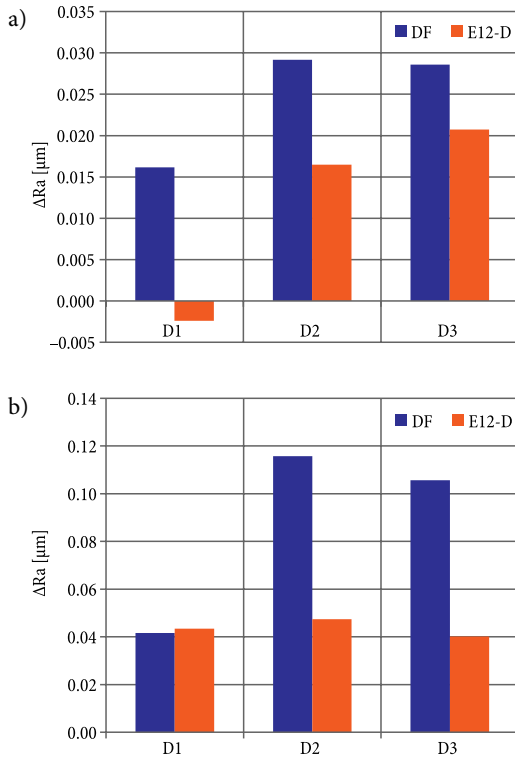 a)
DF E12-D
ΔRa [μm]
0.035
0.030
0.025
0.020
0.015
0.010
0.005
0.000
–0.005
D1 D2 D3
b)
DF E12-D
ΔRa [μm]
0.14
0.12
0.10
0.08
0.06
0.04
0.02
0.00
D1 D2 D3